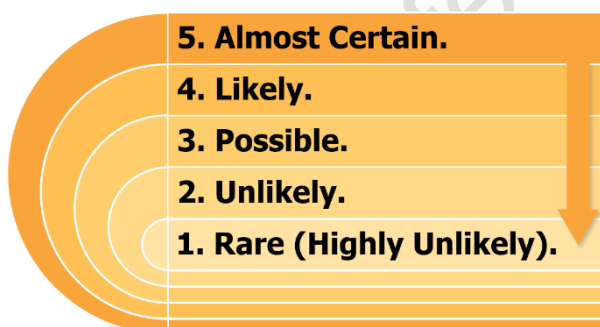 5. Almost Certain.
4. Likely.
3. Possible.
2. Unlikely.
1. Rare (Highly Unlikely).